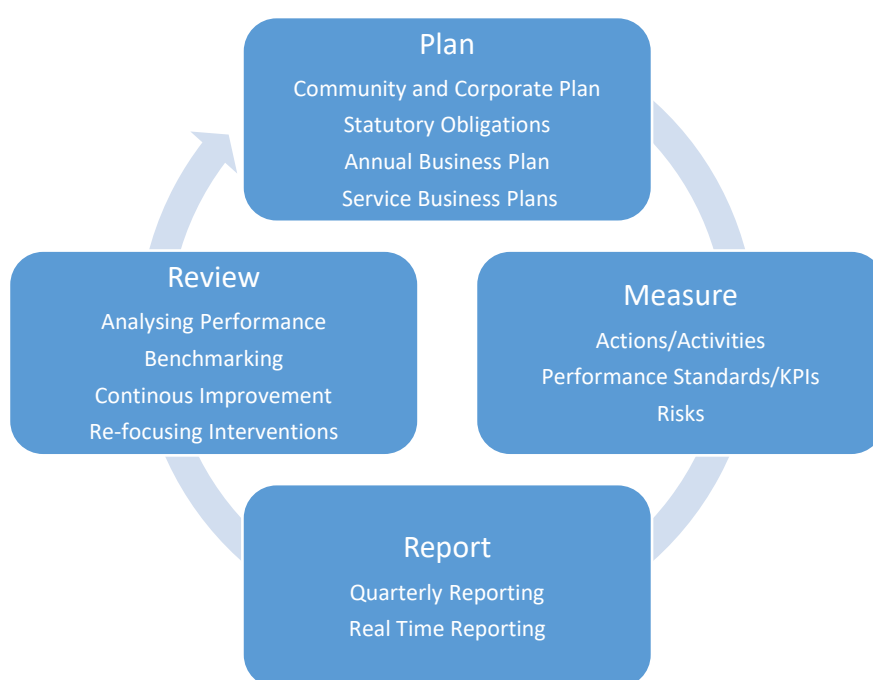 Plan
Community and Corporate Plan
Statutory Obligations
Annual Business Plan
Service Business Plans
Measure
Actions/Activities
Performance Standards/KPIs
Risks
Report
Quarterly Reporting
Real Time Reporting
Review
Analysing Performance
Benchmarking
Continous Improvement
Re-focusing Interventions